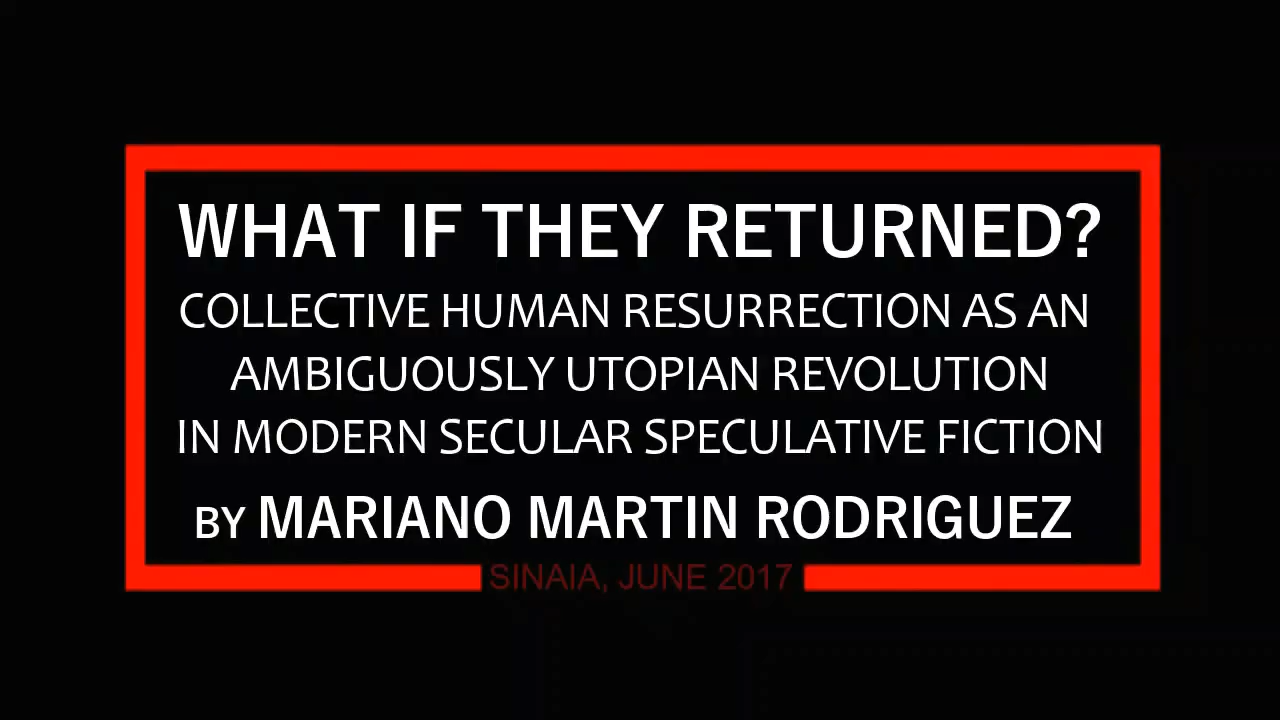 WHAT IF THEY RETURNED?
COLLECTIVE HUMAN RESURRECTION AS AN
AMBIGUOUSLY UTOPIAN REVOLUTION
IN MODERN SECULAR SPECULATIVE FICTION
BY MARIANO MARTIN RODRIGUEZ
SINAIA, JUNE 2017